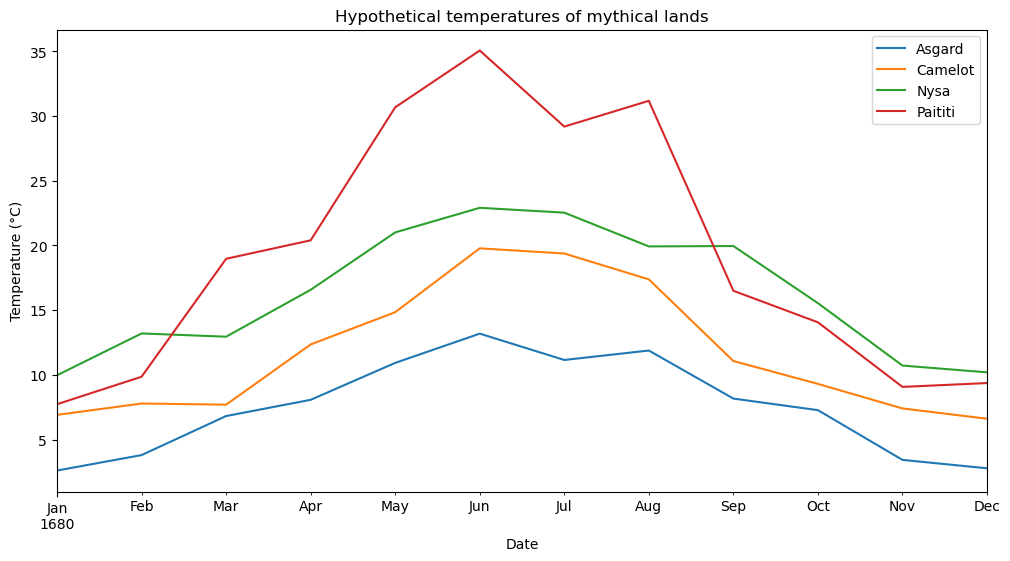 Hypothetical temperatures of mythical lands
Asgard
Camelot
Nysa
Paititi
Temperature (°C)
35
30
25
20
15
10
5
Jan Feb Mar Apr May Jun Jul Aug Sep Oct Nov Dec
1680
Date